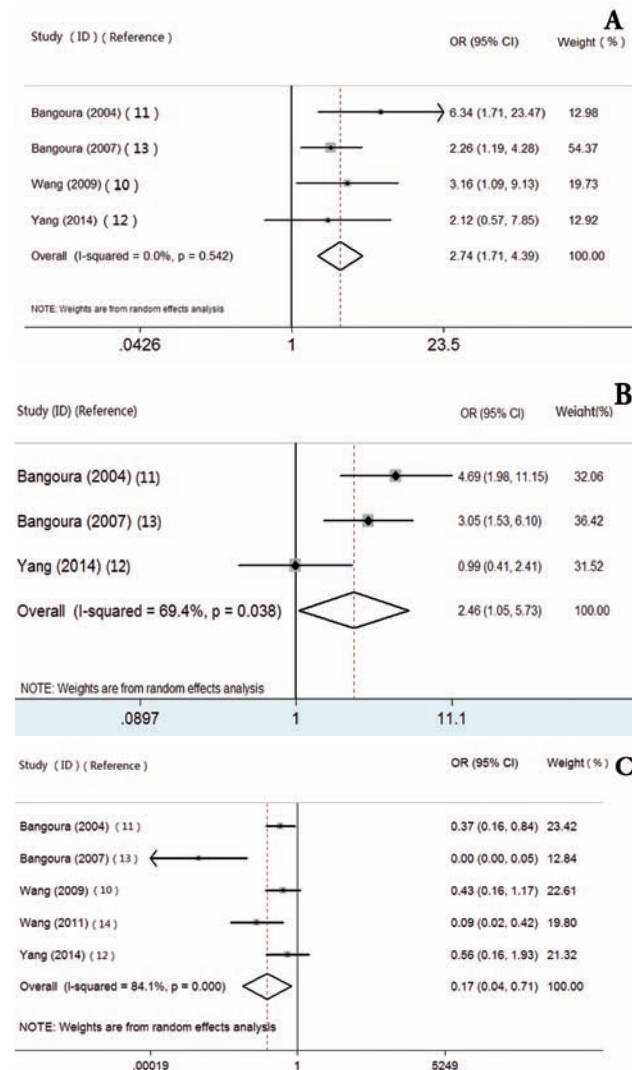 A
Study ( ID ) ( Reference ) OR (95% CI) Weight ( % )
Bangoura (2004) ( 11 ) 6.34 (1.71, 23.47) 12.98
Bangoura (2007) ( 13 ) 2.26 (1.19, 4.28) 54.37
Wang (2009) ( 10 ) 3.16 (1.09, 9.13) 19.73
Yang (2014) ( 12 ) 2.12 (0.57, 7.85) 12.92
Overall (I-squared = 0.0%, p = 0.542) 2.74 (1.71, 4.39) 100.00
NOTE: Weights are from random effects analysis
.0426 1 23.5
B
Study (ID) (Reference) OR (95% CI) Weight(%)
Bangoura (2004) (11) 4.69 (1.98, 11.15) 32.06
Bangoura (2007) (13) 3.05 (1.53, 6.10) 36.42
Yang (2014) (12) 0.99 (0.41, 2.41) 31.52
Overall (I-squared = 69.4%, p = 0.038) 2.46 (1.05, 5.73) 100.00
NOTE: Weights are from random effects analysis
.0897 1 11.1
C
Study ( ID ) ( Reference ) OR (95% CI) Weight ( % )
Bangoura (2004) ( 11 ) 0.37 (0.16, 0.84) 23.42
Bangoura (2007) ( 13 ) 0.00 (0.00, 0.05) 12.84
Wang (2009) ( 10 ) 0.43 (0.16, 1.17) 22.61
Wang (2011) ( 14 ) 0.09 (0.02, 0.42) 19.80
Yang (2014) ( 12 ) 0.56 (0.16, 1.93) 21.32
Overall (I-squared = 84.1%, p = 0.000) 0.17 (0.04, 0.71) 100.00
NOTE: Weights are from random effects analysis
.00019 1 5249